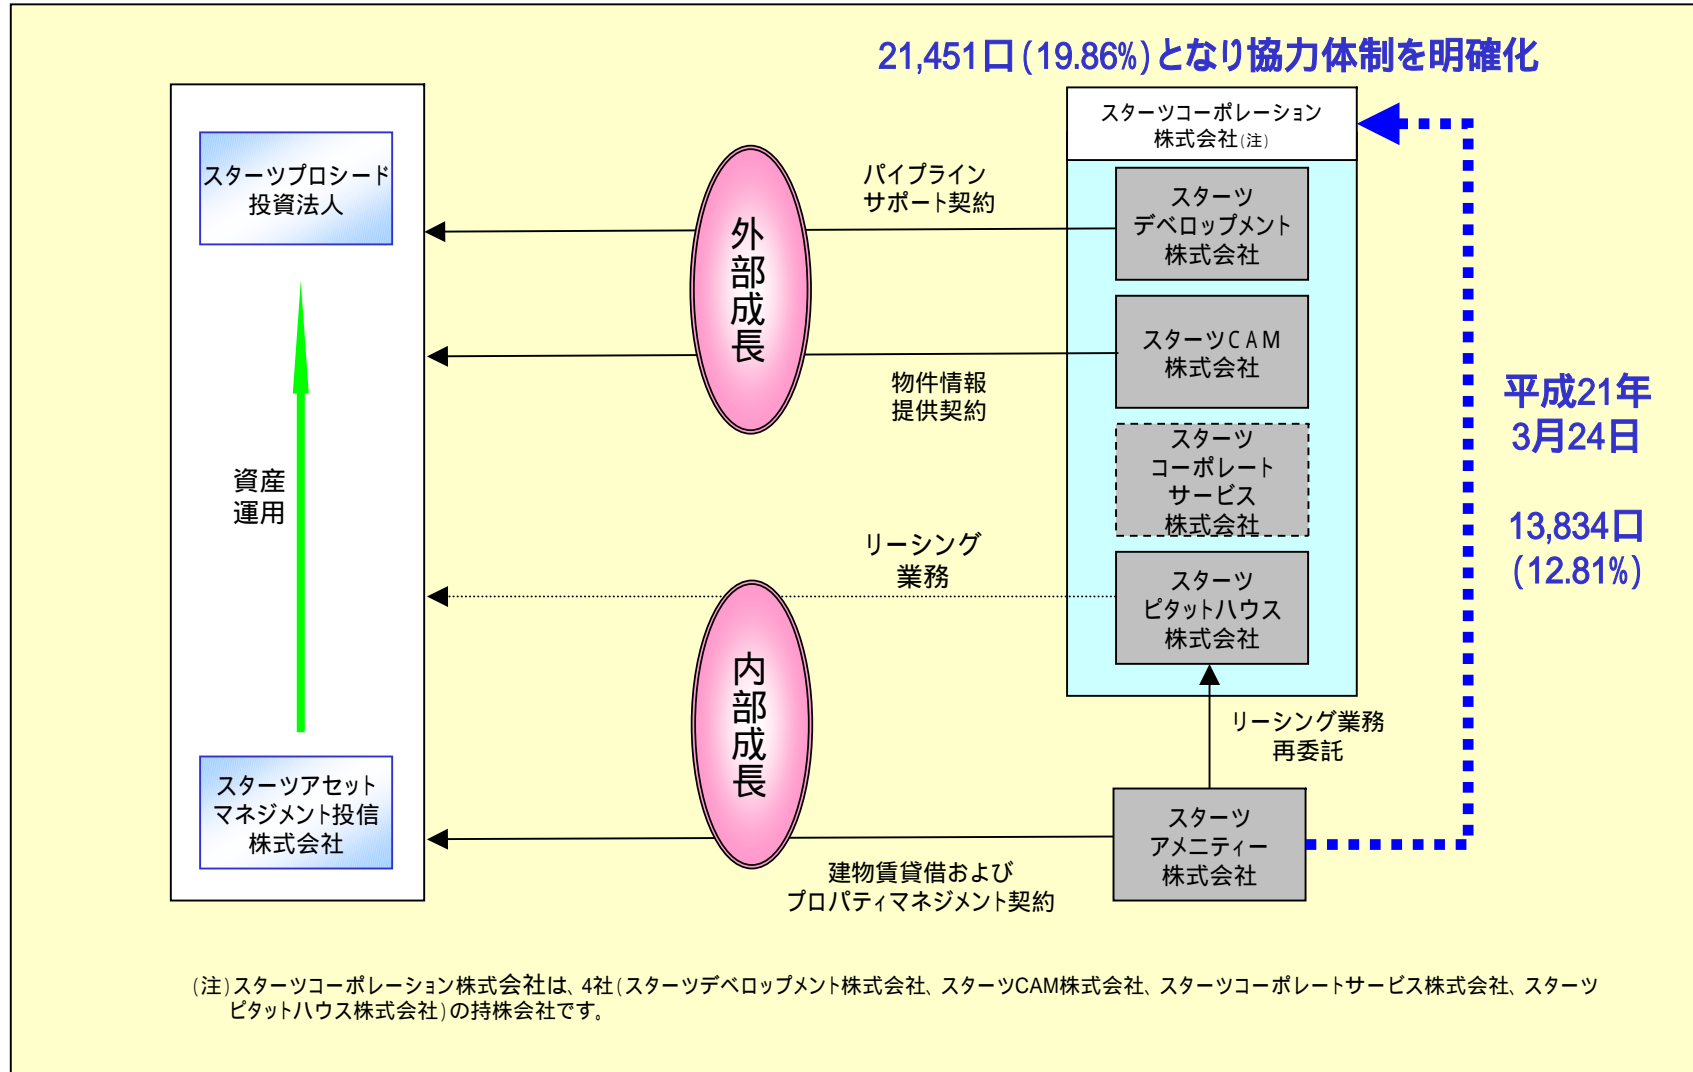 21,451口(19.86%)となり協力体制を明確化
スターツプロシード
投資法人
資産
運用
スターツアセット
マネジメント投信
株式会社
外部成長
内部成長
パイプライン
サポート契約
物件情報
提供契約
リーシング
業務
建物賃貸借および
プロパティマネジメント契約
スターツコーポレーション
株式会社(注)
スターツ
デベロップメント
株式会社
スターツCAM
株式会社
スターツ
コーポレート
サービス
株式会社
スターツ
ピタットハウス
株式会社
リーシング業務
再委託
スターツ
アメニティー
株式会社
平成21年
3月24日
13,834口
(12.81%)
(注)スターツコーポレーション株式会社は、4社(スターツデベロップメント株式会社、スターツCAM株式会社、スターツコーポレートサービス株式会社、スターツ
ピタットハウス株式会社)の持株会社です。